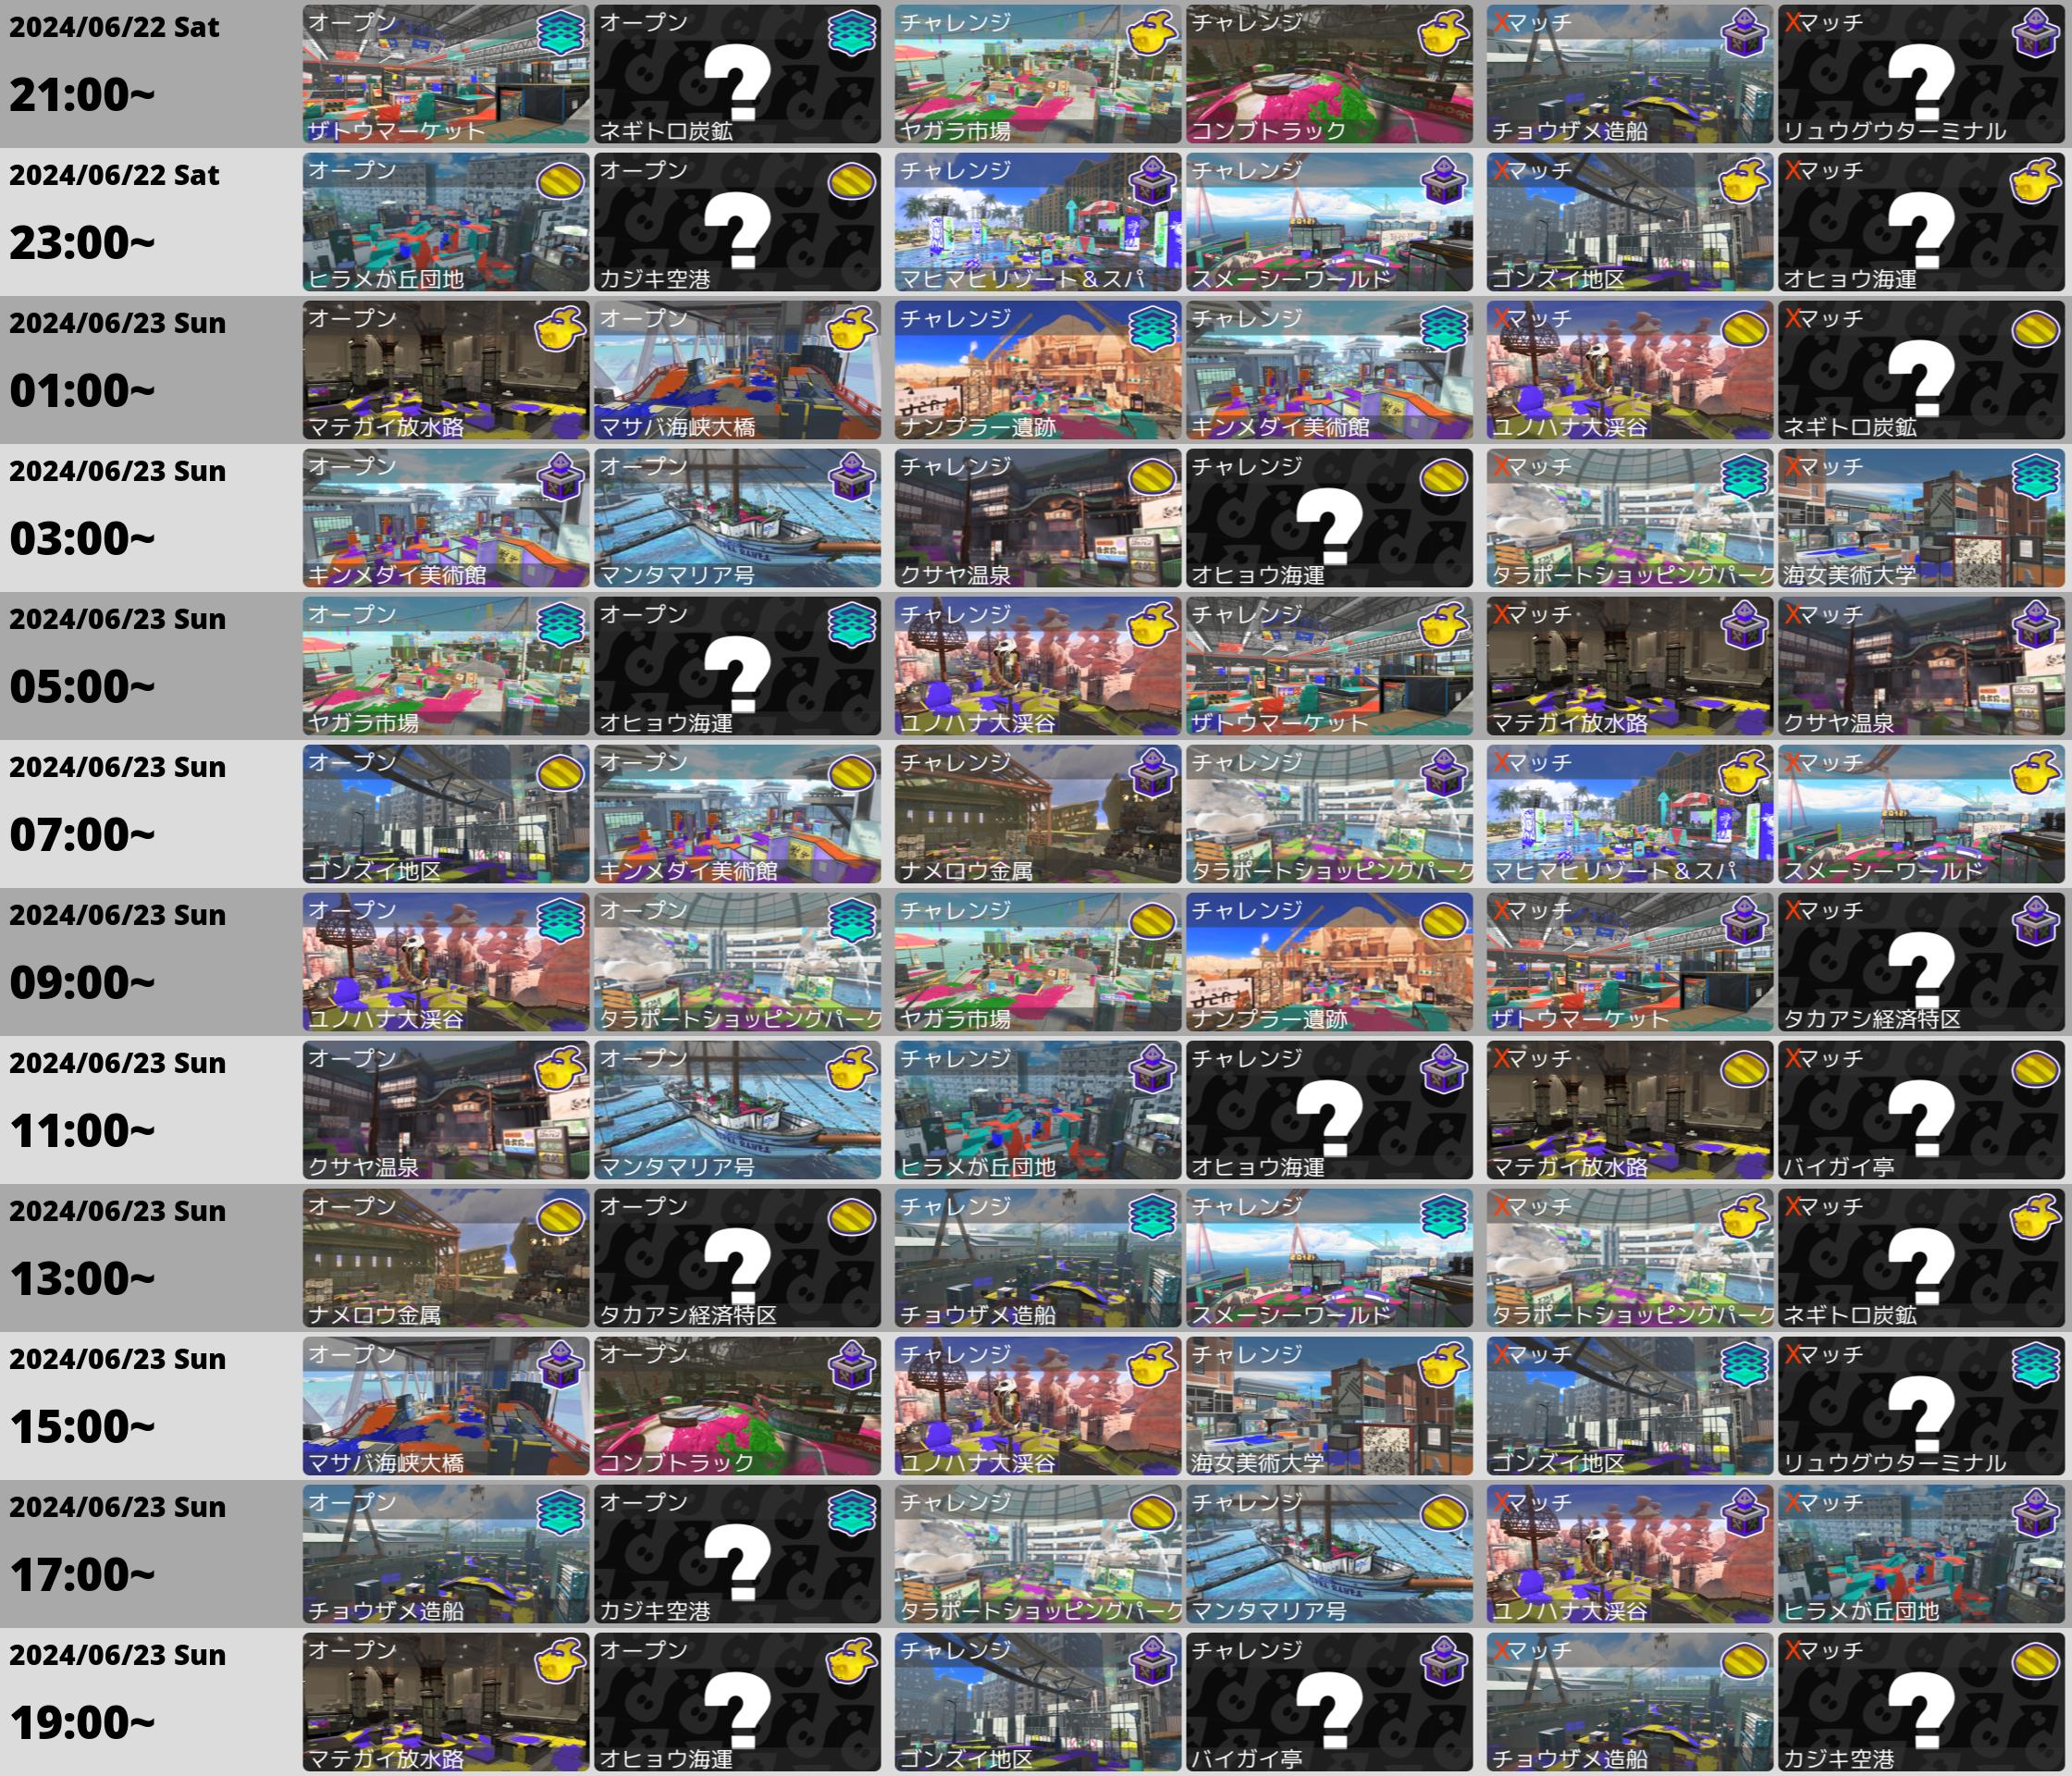 2024/06/22 Sat
21:00~
オープン
ザトウマーケット
オープン
ネギトロ炭鉱
チャレンジ
ヤガラ市場
チャレンジ
コンブトラック
Xマッチ
チョウザメ造船
Xマッチ
リュウグウターミナル
2024/06/22 Sat
23:00~
オープン
ヒラメが丘団地
オープン
カジキ空港
チャレンジ
マヒマヒリゾート＆スパ
チャレンジ
スメーシーワールド
Xマッチ
ゴンズイ地区
Xマッチ
オヒョウ海運
2024/06/23 Sun
01:00~
オープン
マテガイ放水路
オープン
マサバ海峡大橋
チャレンジ
ナンプラー遺跡
チャレンジ
キンメダイ美術館
Xマッチ
ユノハナ大渓谷
Xマッチ
ネギトロ炭鉱
2024/06/23 Sun
03:00~
オープン
キンメダイ美術館
オープン
マンタマリア号
チャレンジ
クサヤ温泉
チャレンジ
オヒョウ海運
Xマッチ
タラポートショッピングパーク
Xマッチ
海女美術大学
2024/06/23 Sun
05:00~
オープン
ヤガラ市場
オープン
オヒョウ海運
チャレンジ
ユノハナ大渓谷
チャレンジ
ザトウマーケット
Xマッチ
マテガイ放水路
Xマッチ
クサヤ温泉
2024/06/23 Sun
07:00~
オープン
ゴンズイ地区
オープン
キンメダイ美術館
チャレンジ
ナメロウ金属
チャレンジ
タラポートショッピングパーク
Xマッチ
マヒマヒリゾート＆スパ
Xマッチ
スメーシーワールド
2024/06/23 Sun
09:00~
オープン
ユノハナ大渓谷
オープン
タラポートショッピングパーク
チャレンジ
ヤガラ市場
チャレンジ
ナンプラー遺跡
Xマッチ
ザトウマーケット
Xマッチ
タカアシ経済特区
2024/06/23 Sun
11:00~
オープン
クサヤ温泉
オープン
マンタマリア号
チャレンジ
ヒラメが丘団地
チャレンジ
オヒョウ海運
Xマッチ
マテガイ放水路
Xマッチ
バイガイ亭
2024/06/23 Sun
13:00~
オープン
ナメロウ金属
オープン
タカアシ経済特区
チャレンジ
チョウザメ造船
チャレンジ
スメーシーワールド
Xマッチ
タラポートショッピングパーク
Xマッチ
ネギトロ炭鉱
2024/06/23 Sun
15:00~
オープン
マサバ海峡大橋
オープン
コンブトラック
チャレンジ
ユノハナ大渓谷
チャレンジ
海女美術大学
Xマッチ
ゴンズイ地区
Xマッチ
リュウグウターミナル
2024/06/23 Sun
17:00~
オープン
チョウザメ造船
オープン
カジキ空港
チャレンジ
タラポートショッピングパーク
チャレンジ
マンタマリア号
Xマッチ
ユノハナ大渓谷
Xマッチ
ヒラメが丘団地
2024/06/23 Sun
19:00~
オープン
マテガイ放水路
オープン
オヒョウ海運
チャレンジ
ゴンズイ地区
チャレンジ
バイガイ亭
Xマッチ
チョウザメ造船
Xマッチ
カジキ空港